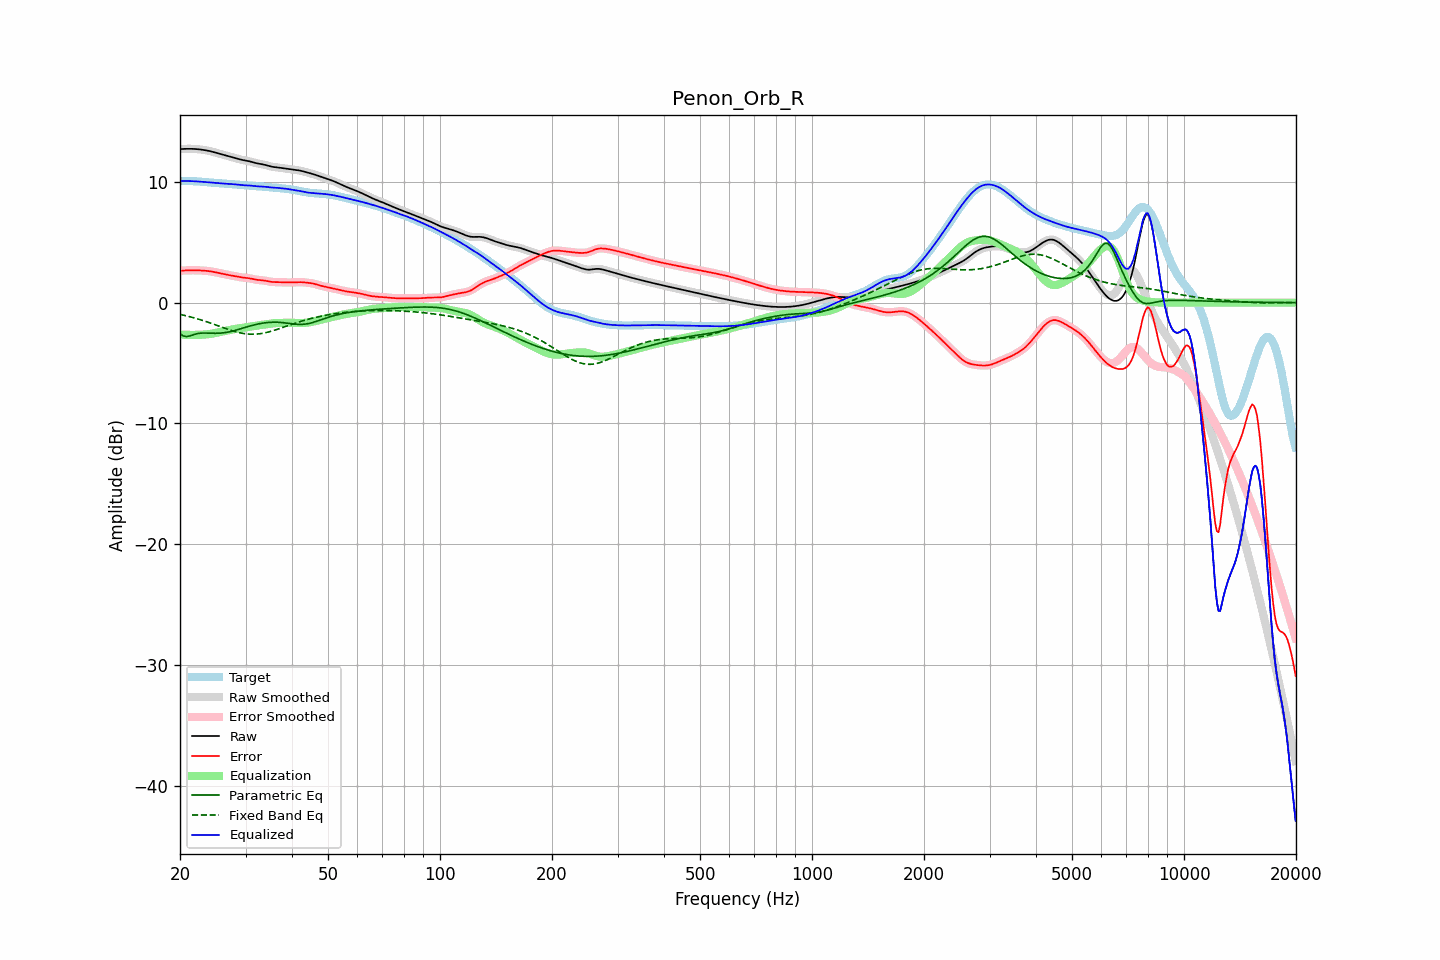 Penon_Orb_R
Amplitude (dBr)
10
0
−10
−20
−30
−40
Target
Raw Smoothed
Error Smoothed
Raw
Error
Equalization
Parametric Eq
Fixed Band Eq
Equalized
20 50 100 200 500 1000 2000 5000 10000 20000
Frequency (Hz)